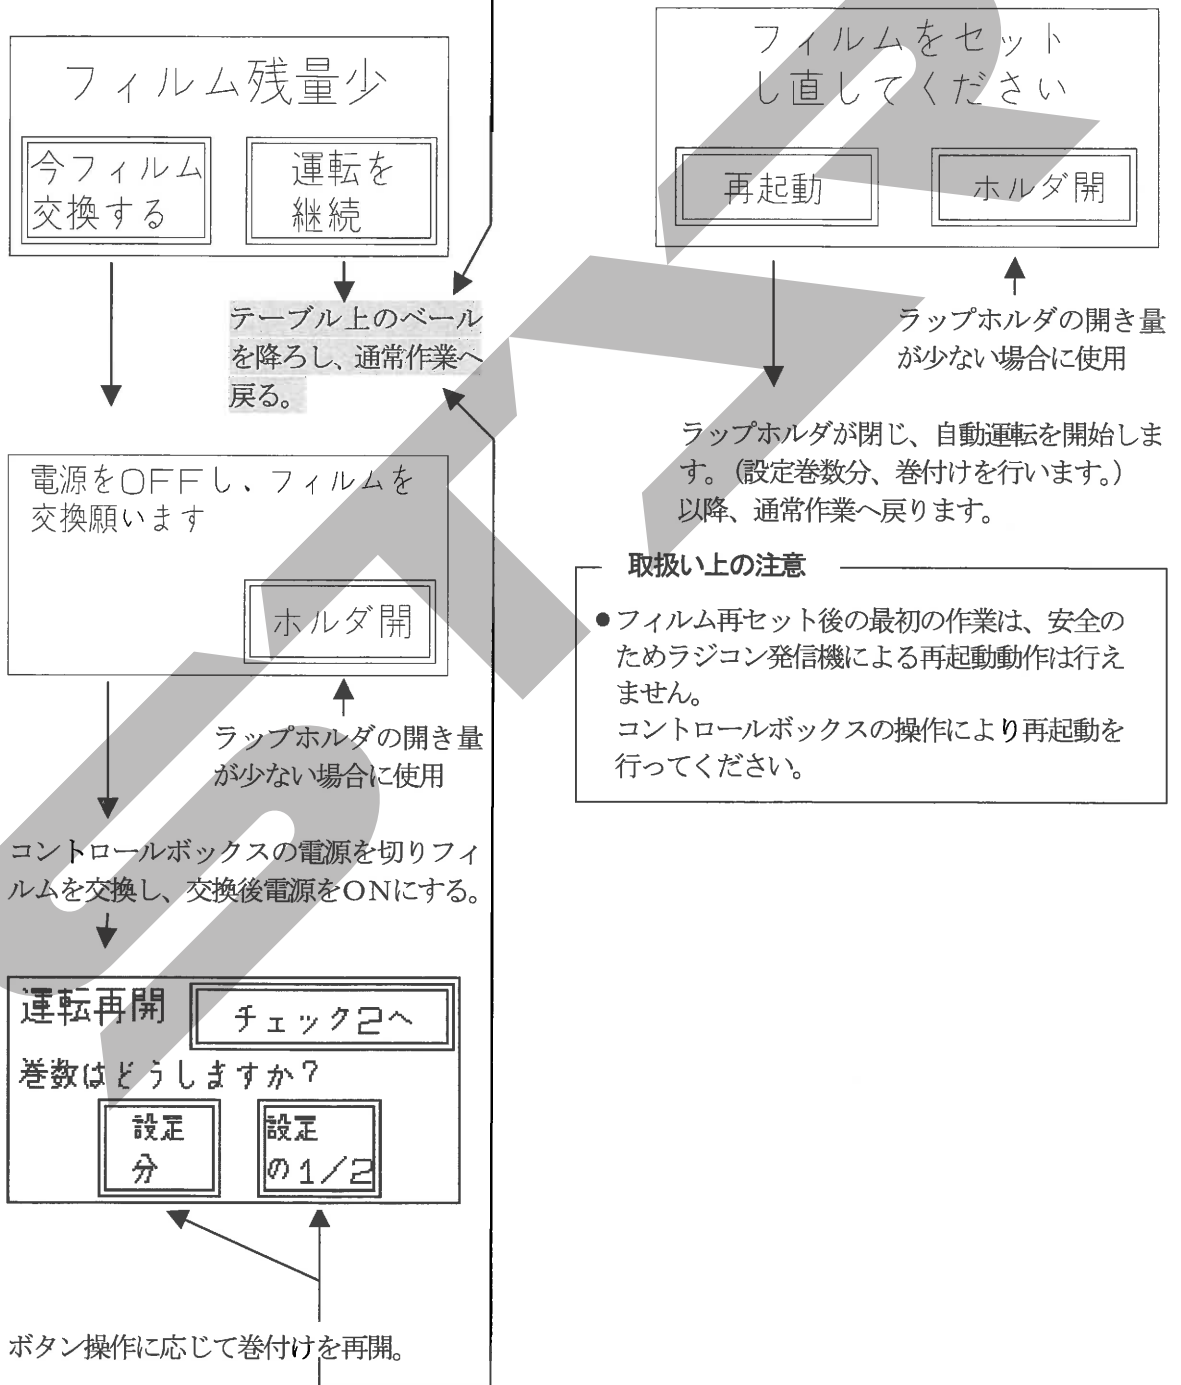 フィルム残量少
今フィルム
交換する
運転を
継続
テーブル上のベール
を降ろし、通常作業へ
戻る。
電源をOFFし、フィルムを
交換願います
ホルダ開
ラップホルダの開き量
が少ない場合に使用
コントロールボックスの電源を切りフィ
ルムを交換し、交換後電源をONにする。
運転再開
チェック2へ
巻数はどうしますか?
設定
分
設定
の1/2
ボタン操作に応じて巻付けを再開。
フィルムをセット
し直してください
再起動
ホルダ開
ラップホルダの開き量
が少ない場合に使用
ラップホルダが閉じ、自動運転を開始しま
す。(設定巻数分、巻付けを行います。)
以降、通常作業へ戻ります。
取扱い上の注意
●フィルム再セット後の最初の作業は、安全の
ためラジコン発信機による再起動動作は行え
ません。
コントロールボックスの操作により再起動を
行ってください。